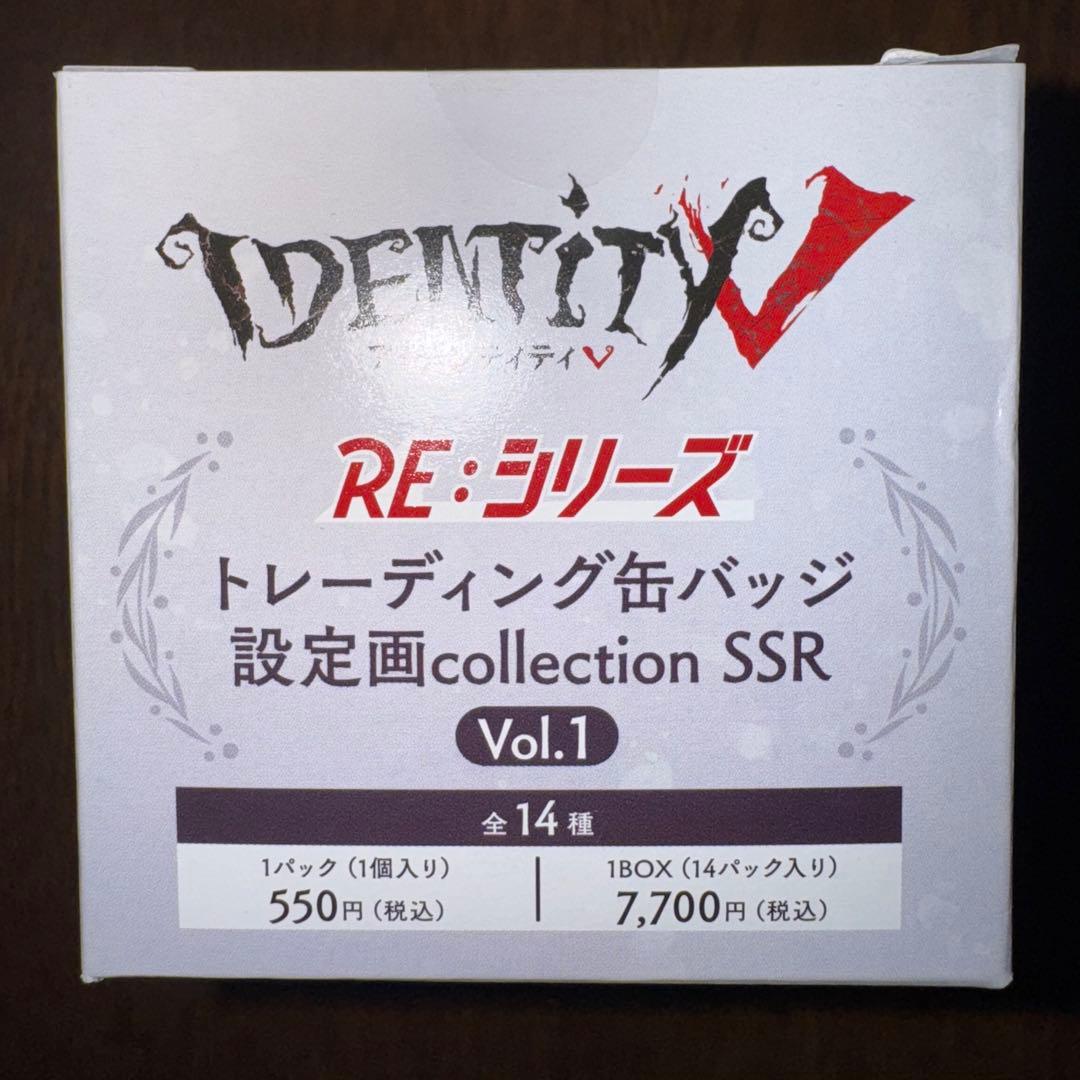 IDENTITY V
RE:シリーズ
トレーディング缶バッジ
設定画collection SSR
Vol.1
全14種
1パック（1個入り）
550円（税込）
1BOX（14パック入り）
7,700円（税込）